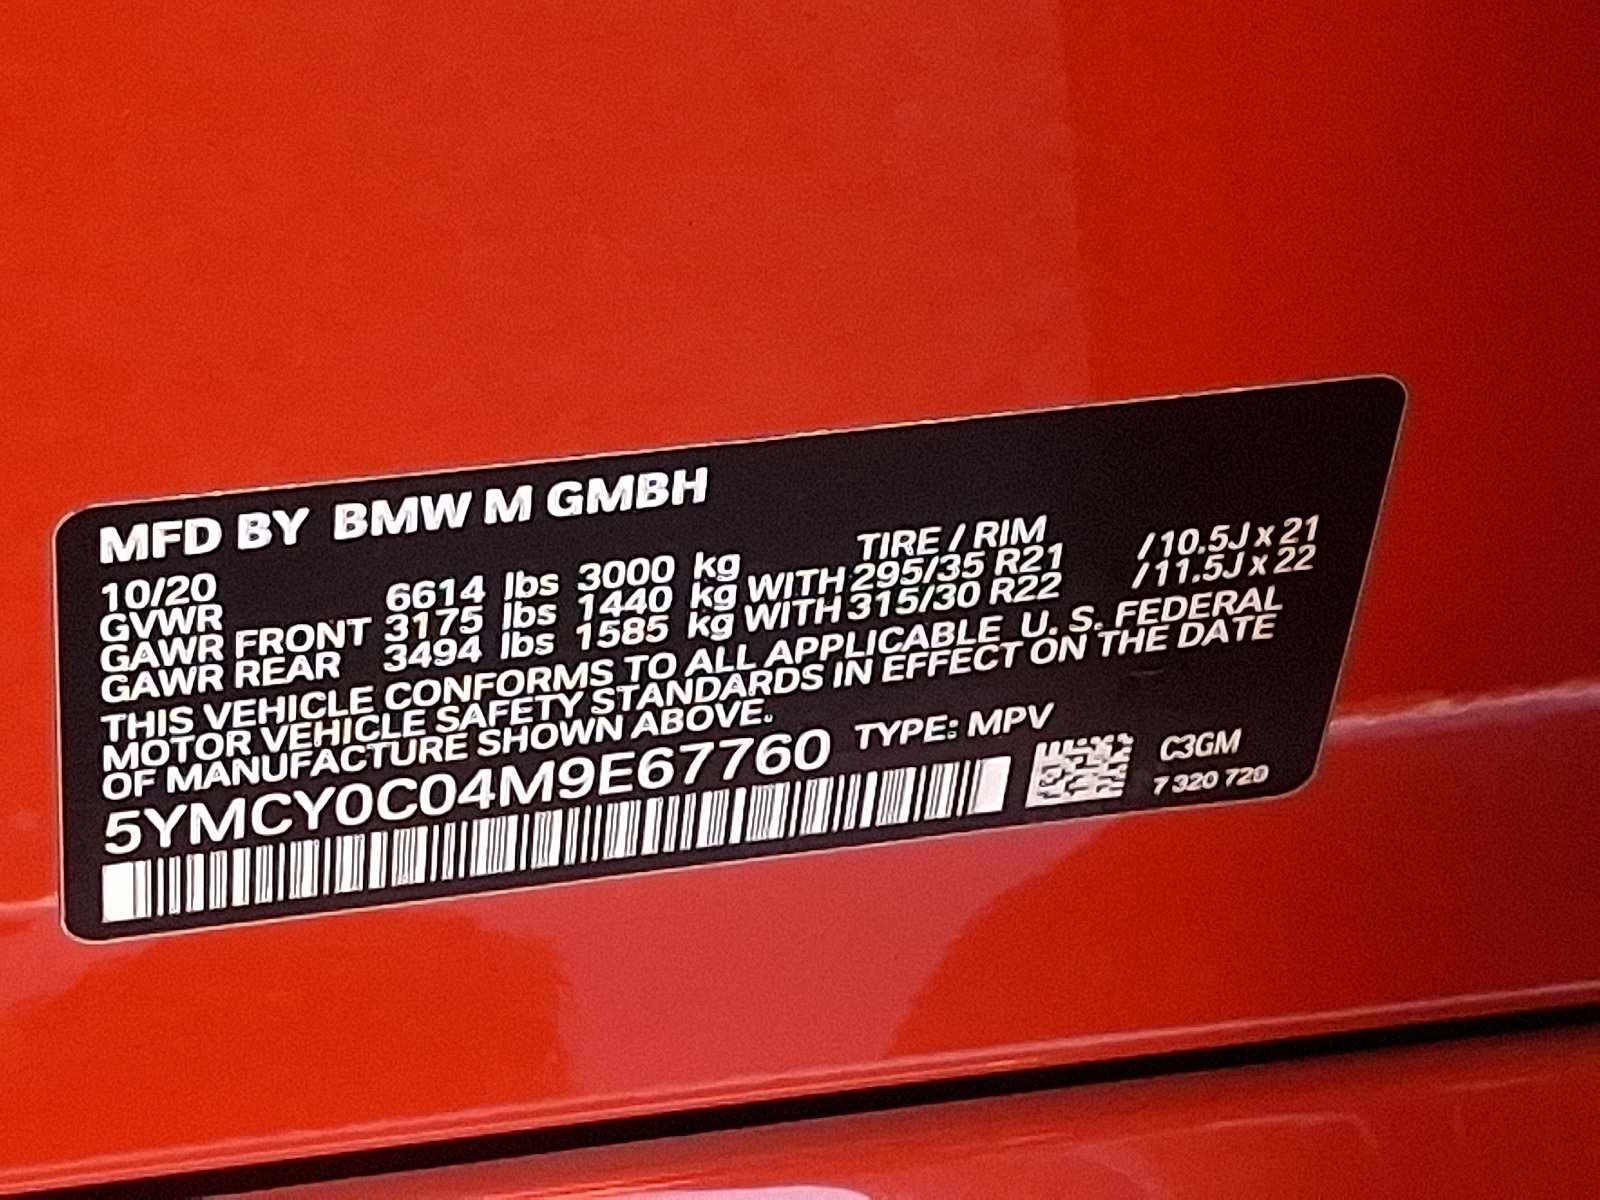 MFD BY BMW M GMBH
TIRE / RIM
10/20
GVWR 6614 lbs 3000 kg
GAWR FRONT 3175 lbs 1440 kg WITH 295/35 R21 /10.5J x 21
GAWR REAR 3494 lbs 1585 kg WITH 315/30 R22 /11.5J x 22
THIS VEHICLE CONFORMS TO ALL APPLICABLE U. S. FEDERAL
MOTOR VEHICLE SAFETY STANDARDS IN EFFECT ON THE DATE
OF MANUFACTURE SHOWN ABOVE.
5YMCY0C04M9E67760 TYPE: MPV
C3GM
7 320 720